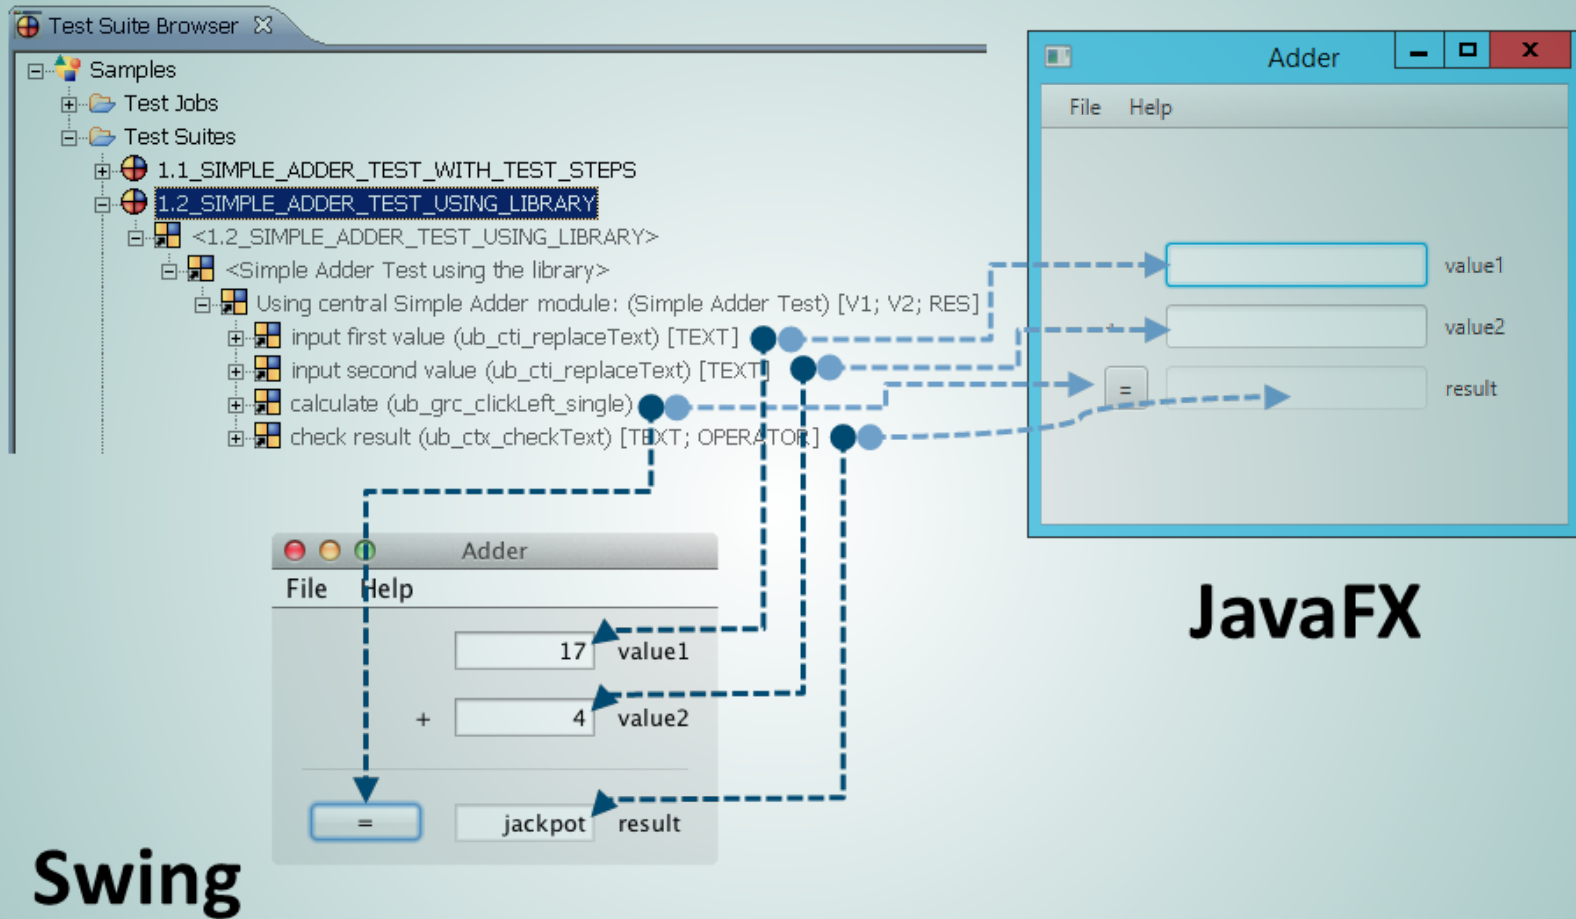 Test Suite Browser
Samples
Test Jobs
Test Suites
1.1_SIMPLE_ADDER_TEST_WITH_TEST_STEPS
1.2_SIMPLE_ADDER_TEST_USING_LIBRARY
<1.2_SIMPLE_ADDER_TEST_USING_LIBRARY>
<Simple Adder Test using the library>
Using central Simple Adder module: (Simple Adder Test) [V1; V2; RES]
input first value (ub_cti_replaceText) [TEXT]
input second value (ub_cti_replaceText) [TEXT]
calculate (ub_grc_clickLeft_single)
check result (ub_ctx_checkText) [TEXT; OPERATOR]
Adder
File Help
value1
+ value2
= result
JavaFX
Adder
File Help
17 value1
+ 4 value2
= jackpot result
Swing